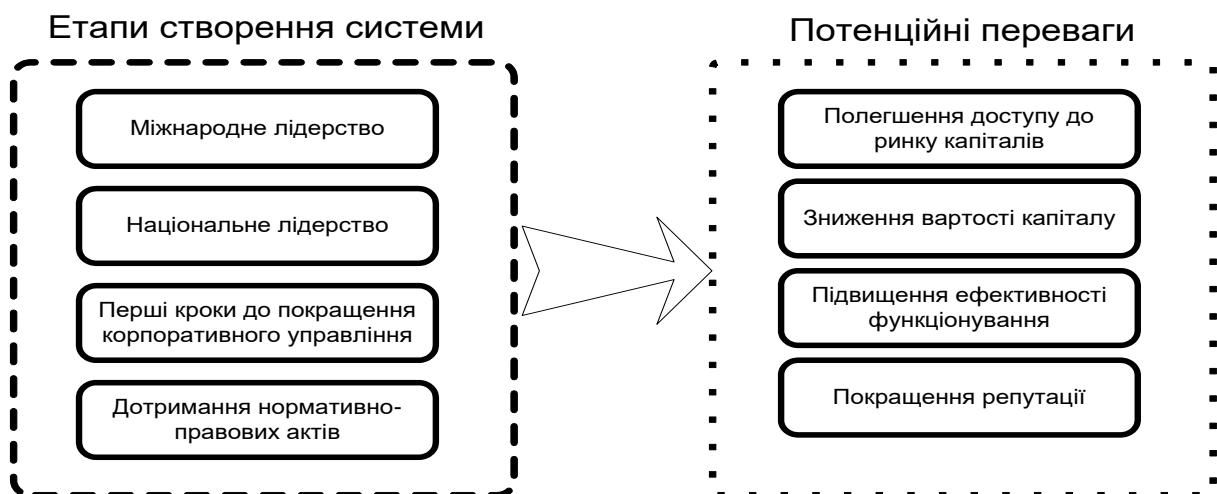 Етапи створення системи
Міжнародне лідерство
Національне лідерство
Перші кроки до покращення
корпоративного управління
Дотримання нормативно-
правових актів
Потенційні переваги
Полегшення доступу до
ринку капіталів
Зниження вартості капіталу
Підвищення ефективності
функціонування
Покращення репутації